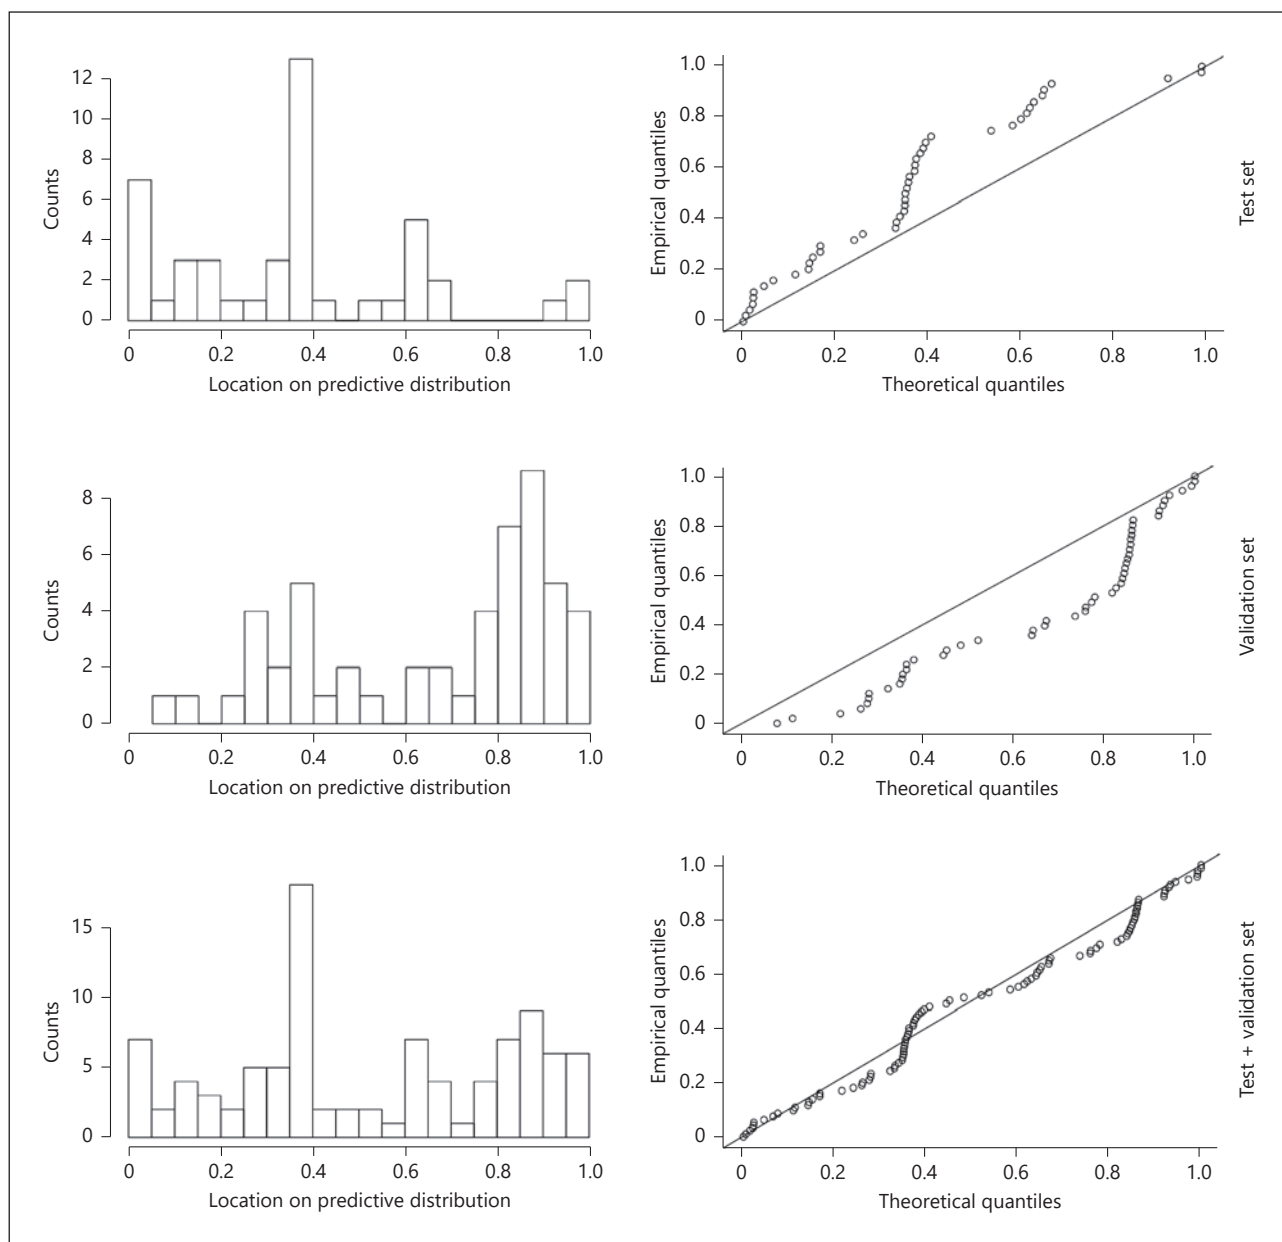 12
10
8
6
4
2
0
Counts
0 0.2 0.4 0.6 0.8 1.0
Location on predictive distribution
1.0
0.8
0.6
0.4
0.2
0
Empirical quantiles
0 0.2 0.4 0.6 0.8 1.0
Theoretical quantiles
Test set
8
6
4
2
0
Counts
0 0.2 0.4 0.6 0.8 1.0
Location on predictive distribution
1.0
0.8
0.6
0.4
0.2
0
Empirical quantiles
0 0.2 0.4 0.6 0.8 1.0
Theoretical quantiles
Validation set
15
10
5
0
Counts
0 0.2 0.4 0.6 0.8 1.0
Location on predictive distribution
1.0
0.8
0.6
0.4
0.2
0
Empirical quantiles
0 0.2 0.4 0.6 0.8 1.0
Theoretical quantiles
Test + validation set